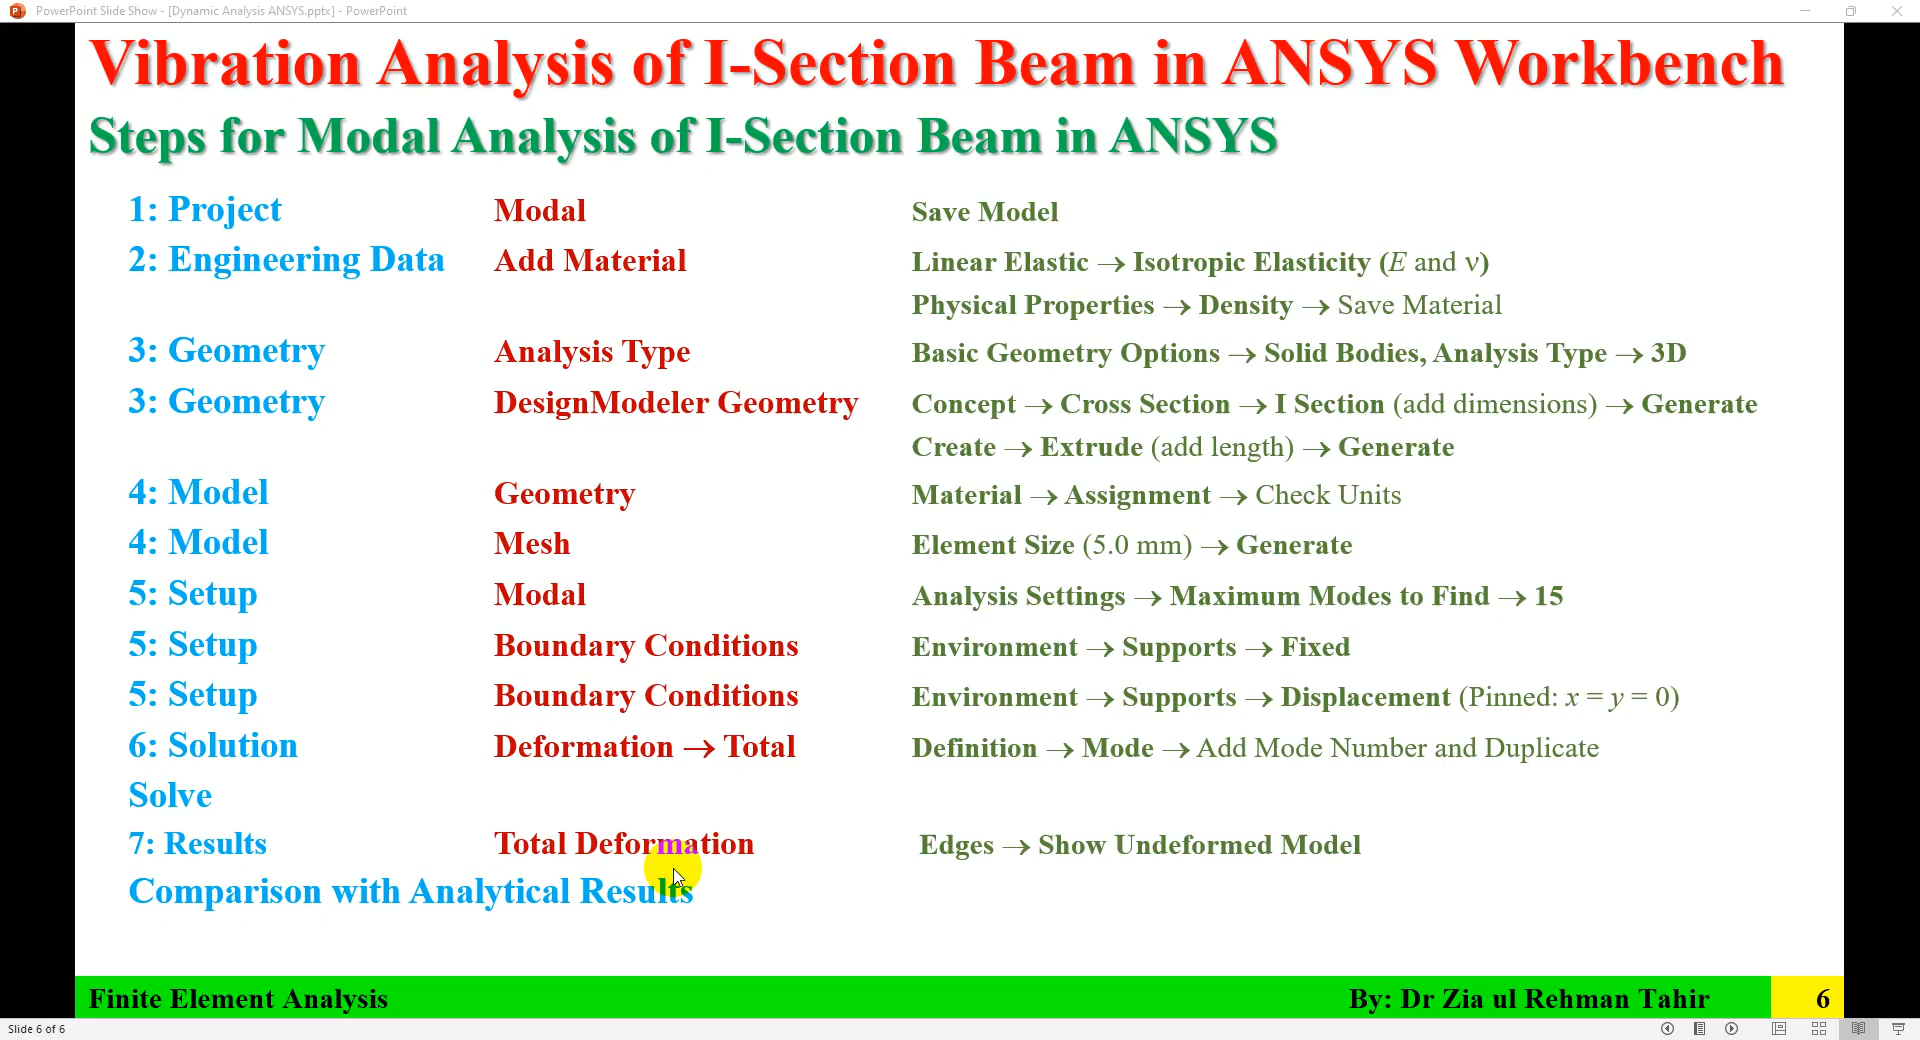 PowerPoint Slide Show - [Dynamic Analysis ANSYS.pptx] - PowerPoint
Vibration Analysis of I-Section Beam in ANSYS Workbench
Steps for Modal Analysis of I-Section Beam in ANSYS
1: Project Modal Save Model
2: Engineering Data Add Material Linear Elastic → Isotropic Elasticity (E and ν)
Physical Properties → Density → Save Material
3: Geometry Analysis Type Basic Geometry Options → Solid Bodies, Analysis Type → 3D
3: Geometry DesignModeler Geometry Concept → Cross Section → I Section (add dimensions) → Generate
Create → Extrude (add length) → Generate
4: Model Geometry Material → Assignment → Check Units
4: Model Mesh Element Size (5.0 mm) → Generate
5: Setup Modal Analysis Settings → Maximum Modes to Find → 15
5: Setup Boundary Conditions Environment → Supports → Fixed
5: Setup Boundary Conditions Environment → Supports → Displacement (Pinned: x = y = 0)
6: Solution Deformation → Total Definition → Mode → Add Mode Number and Duplicate
Solve
7: Results Total Deformation Edges → Show Undeformed Model
Comparison with Analytical Results
Finite Element Analysis By: Dr Zia ul Rehman Tahir 6
Slide 6 of 6